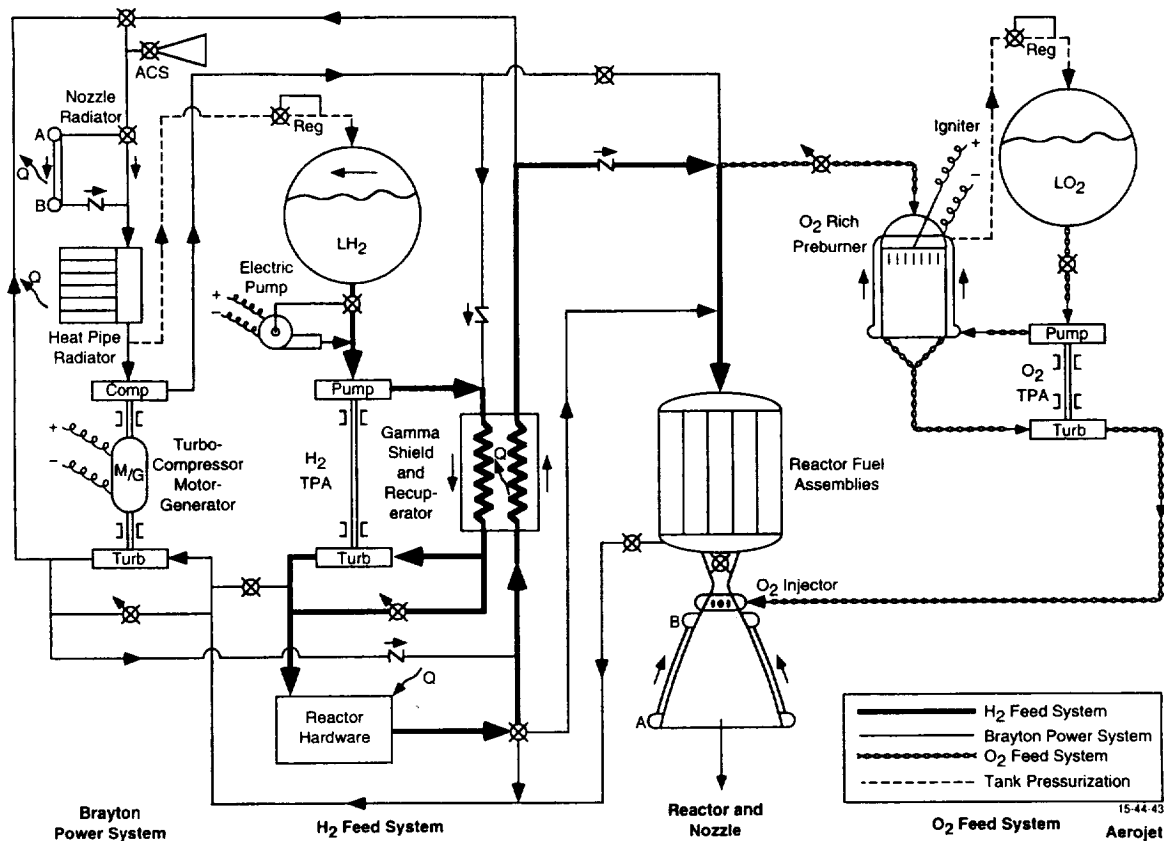 ACS
Nozzle
Radiator
A
B
Q
Q
Heat Pipe
Radiator
Comp
+
−
M/G
Turbo-
Compressor
Motor-
Generator
Turb
Reg
LH2
Electric
Pump
+
−
Pump
H2
TPA
Turb
Gamma
Shield
and
Recup-
erator
Q
Reactor
Hardware
Q
Reg
Igniter
+
−
LO2
O2 Rich
Preburner
Pump
O2
TPA
Turb
Reactor Fuel
Assemblies
O2 Injector
B
A
H2 Feed System
Brayton Power System
O2 Feed System
Tank Pressurization
15-44-43
Brayton
Power System
H2 Feed System
Reactor and
Nozzle
O2 Feed System
Aerojet